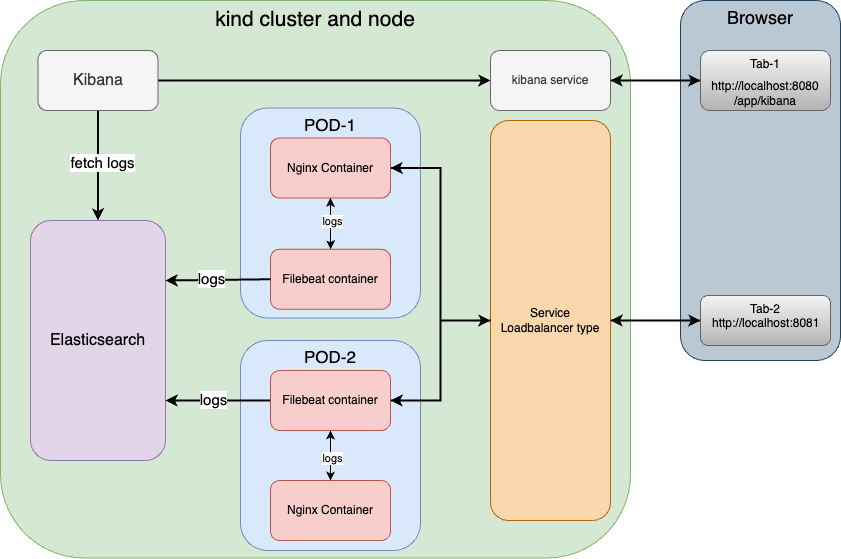 kind cluster and node
Browser
Kibana
kibana service
Tab-1
http://localhost:8080
/app/kibana
fetch logs
POD-1
Nginx Container
logs
Filebeat container
logs
Elasticsearch
Service
Loadbalancer type
Tab-2
http://localhost:8081
POD-2
Filebeat container
logs
logs
Nginx Container